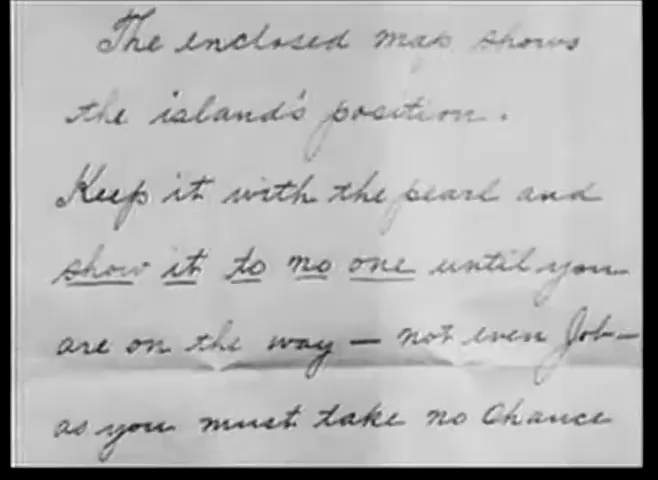 The enclosed map shows
the island's position.
Keep it with the pearl and
show it to no one until you
are on the way — not even Job —
as you must take no chance